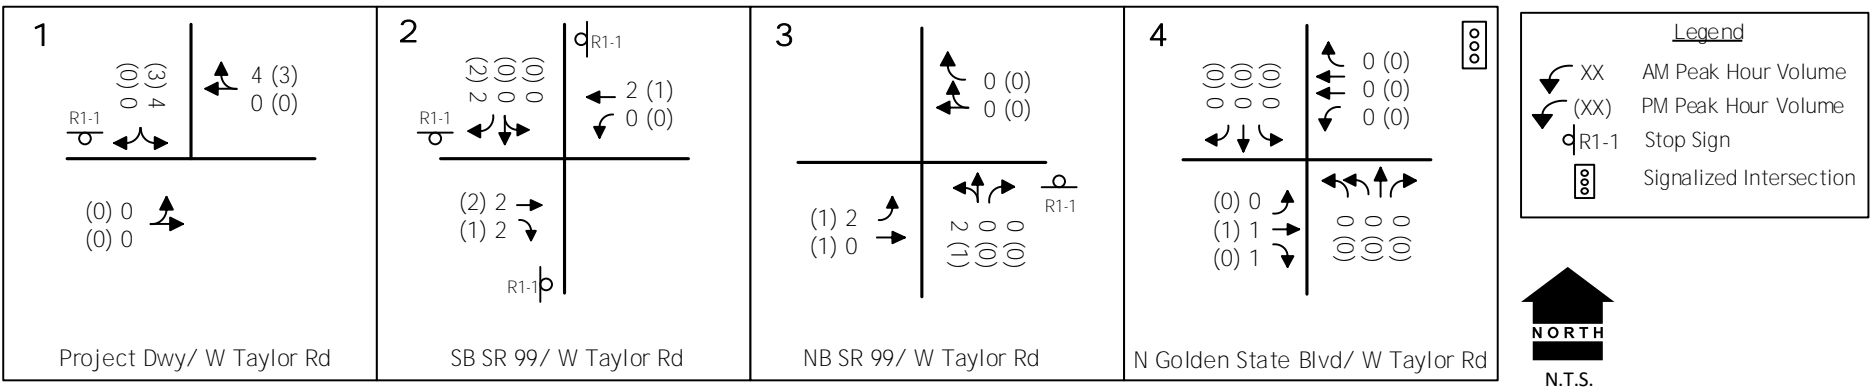 1
(3) 4
(0) 0
4 (3)
0 (0)
R1-1
(0) 0
(0) 0
Project Dwy/ W Taylor Rd
2
R1-1
(0) 0
(0) 0
(2) 2
2 (1)
0 (0)
R1-1
(2) 2
(1) 2
R1-1
SB SR 99/ W Taylor Rd
3
0 (0)
0 (0)
(1) 2
(1) 0
2 (1)
0 (0)
0 (0)
R1-1
NB SR 99/ W Taylor Rd
4
(0) 0
(0) 0
(0) 0
0 (0)
0 (0)
0 (0)
(0) 0
(1) 1
(0) 1
0 (0)
0 (0)
0 (0)
N Golden State Blvd/ W Taylor Rd
Legend
XX AM Peak Hour Volume
(XX) PM Peak Hour Volume
R1-1 Stop Sign
Signalized Intersection
NORTH
N.T.S.